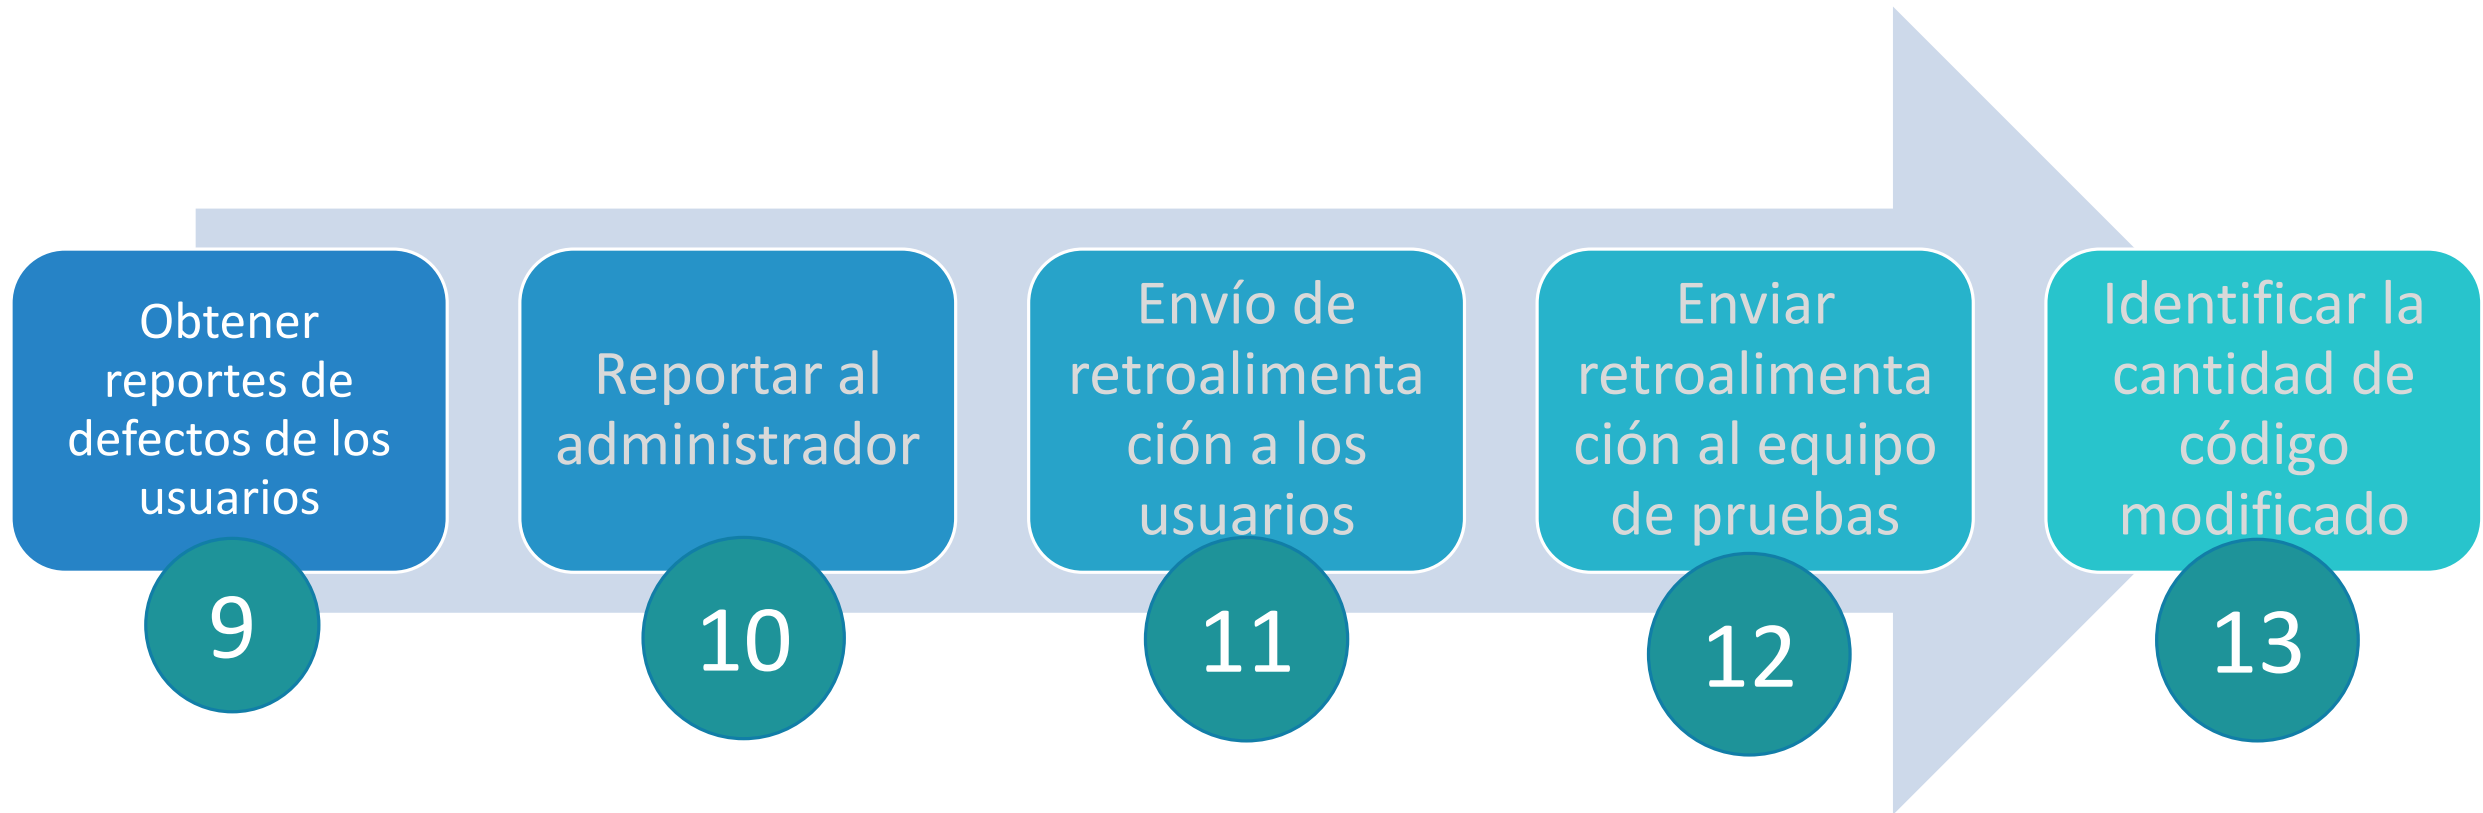 Obtener
reportes de
defectos de los
usuarios
9
Reportar al
administrador
10
Envío de
retroalimenta
ción a los
usuarios
11
Enviar
retroalimenta
ción al equipo
de pruebas
12
Identificar la
cantidad de
código
modificado
13